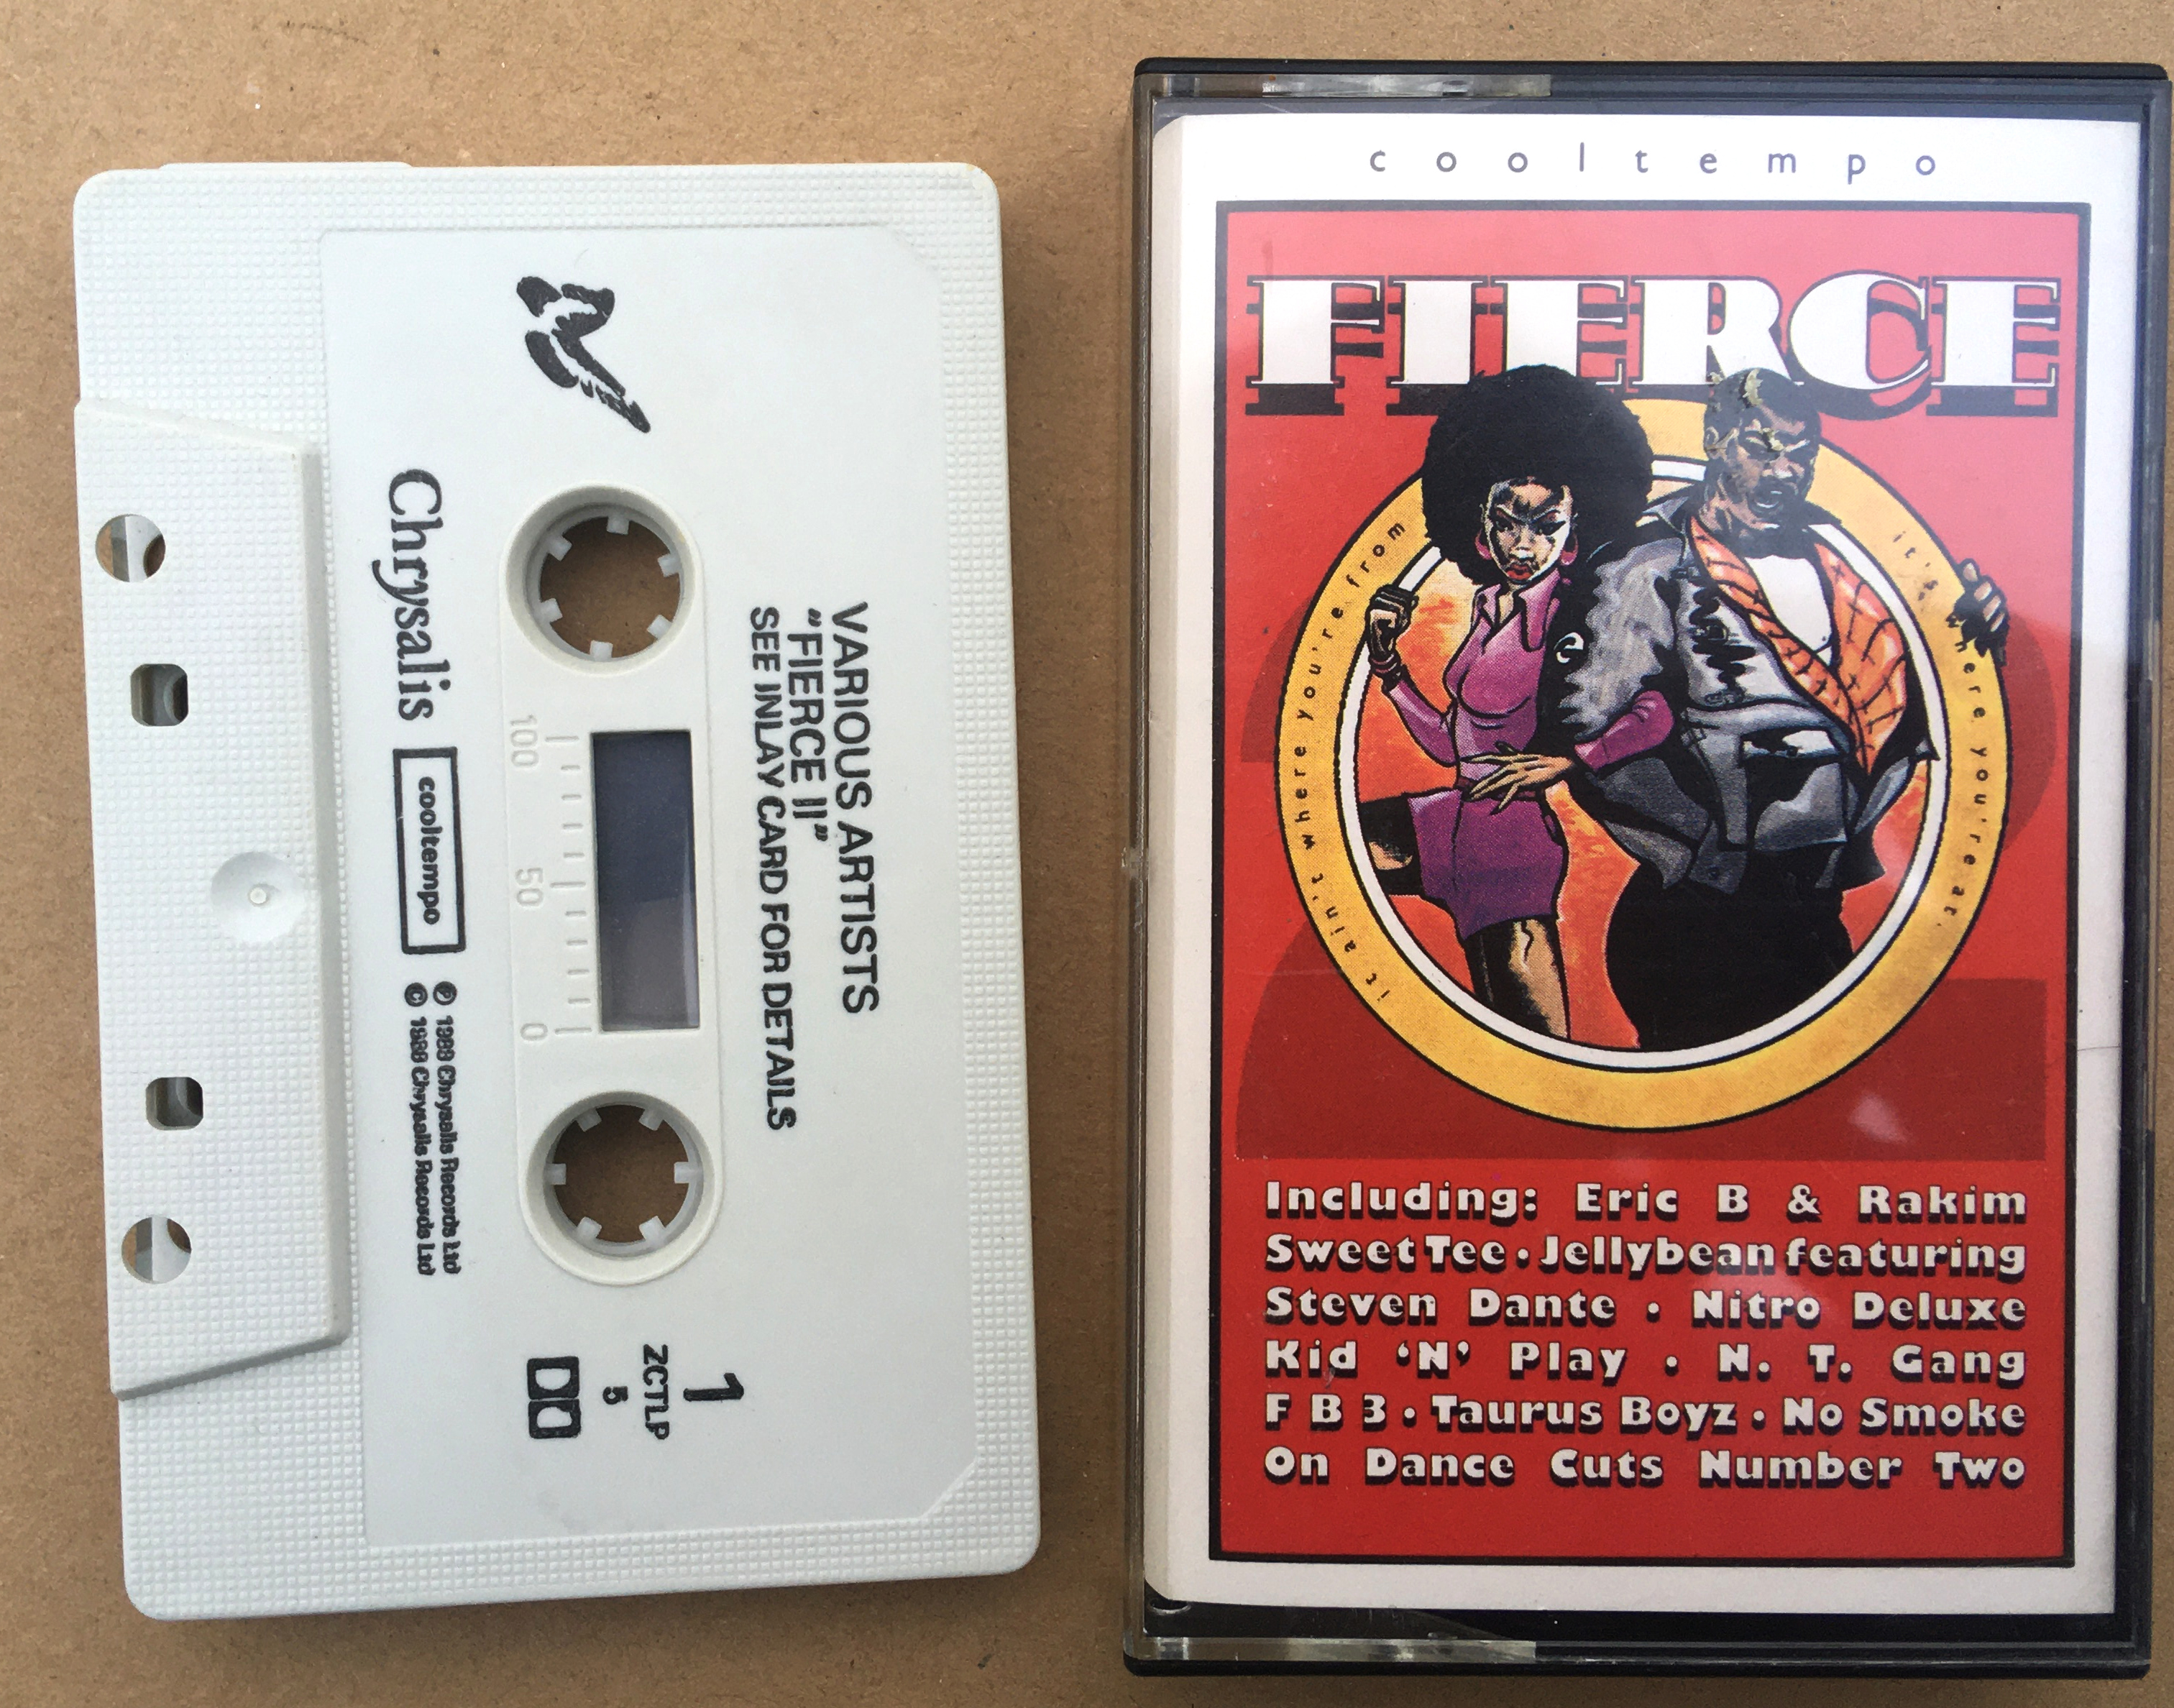 VARIOUS ARTISTS
"FIERCE II"
SEE INLAY CARD FOR DETAILS
100 50 0
Chrysalis cooltempo
℗ 1988 Chrysalis Records Ltd
© 1988 Chrysalis Records Ltd
1
ZCTLP
5
cooltempo
FIERCE
2
it ain't where you're from
it's where you're at
Including: Eric B & Rakim
Sweet Tee • Jellybean featuring
Steven Dante • Nitro Deluxe
Kid 'N' Play • N. T. Gang
F B 3 • Taurus Boyz • No Smoke
On Dance Cuts Number Two